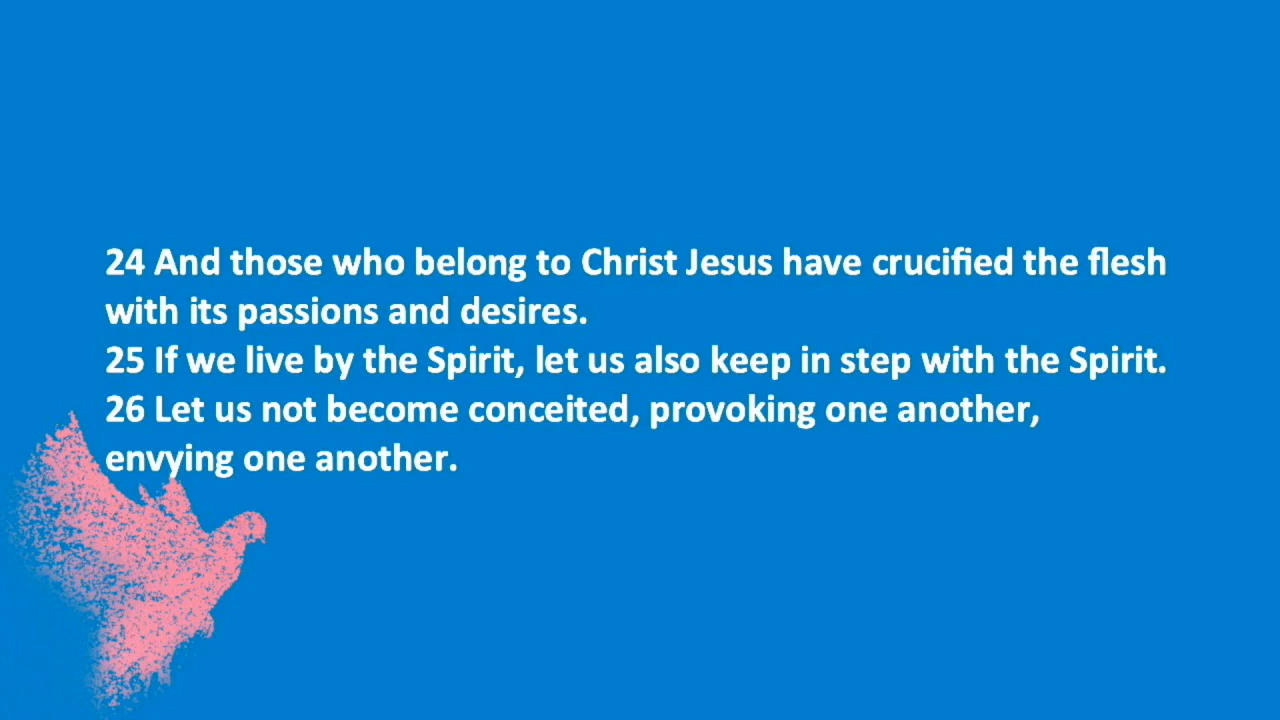 24 And those who belong to Christ Jesus have crucified the flesh
with its passions and desires.
25 If we live by the Spirit, let us also keep in step with the Spirit.
26 Let us not become conceited, provoking one another,
envying one another.